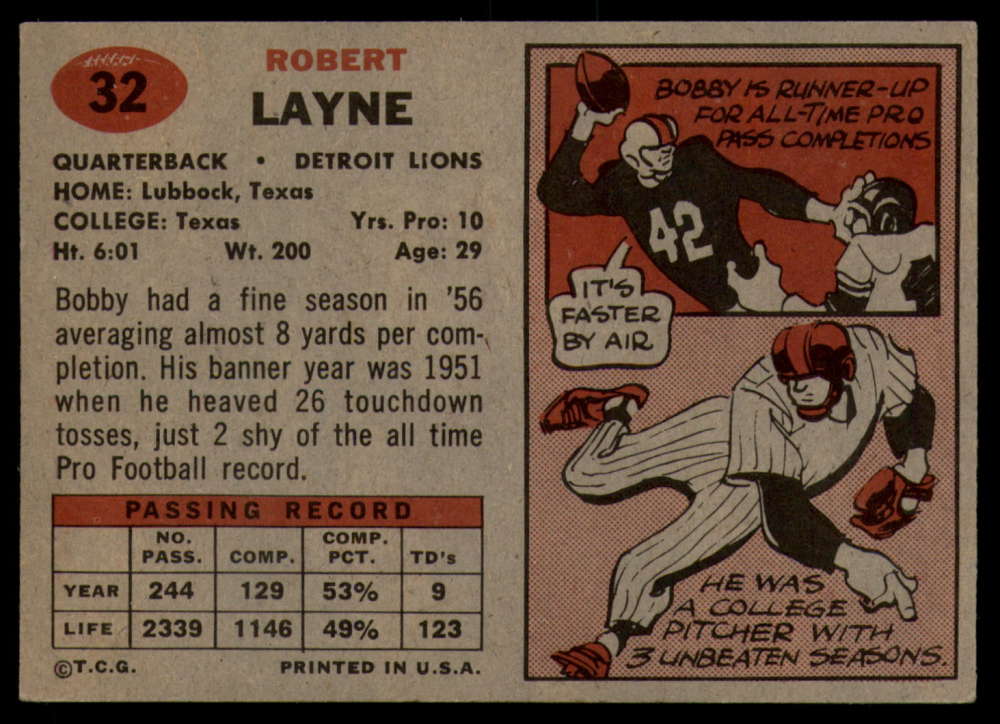 32
ROBERT
LAYNE
QUARTERBACK • DETROIT LIONS
HOME: Lubbock, Texas
COLLEGE: Texas Yrs. Pro: 10
Ht. 6:01 Wt. 200 Age: 29
Bobby had a fine season in '56
averaging almost 8 yards per com-
pletion. His banner year was 1951
when he heaved 26 touchdown
tosses, just 2 shy of the all time
Pro Football record.
PASSING RECORD
NO. PASS. COMP. COMP. PCT. TD's
YEAR 244 129 53% 9
LIFE 2339 1146 49% 123
©T.C.G. PRINTED IN U.S.A.
BOBBY IS RUNNER-UP
FOR ALL-TIME PRO
PASS COMPLETIONS
42
IT'S
FASTER
BY AIR
HE WAS
A COLLEGE
PITCHER WITH
3 UNBEATEN SEASONS.